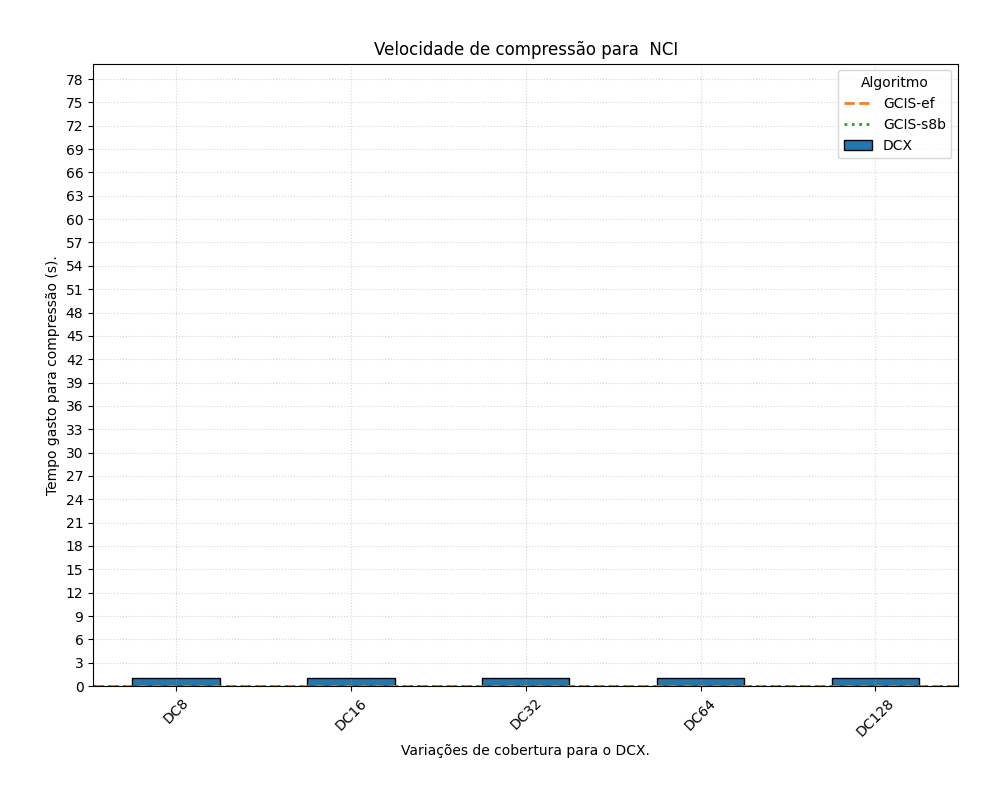 Velocidade de compressão para  NCI
Algoritmo
GCIS-ef
GCIS-s8b
DCX
Tempo gasto para compressão (s).
78
75
72
69
66
63
60
57
54
51
48
45
42
39
36
33
30
27
24
21
18
15
12
9
6
3
0
DC8
DC16
DC32
DC64
DC128
Variações de cobertura para o DCX.